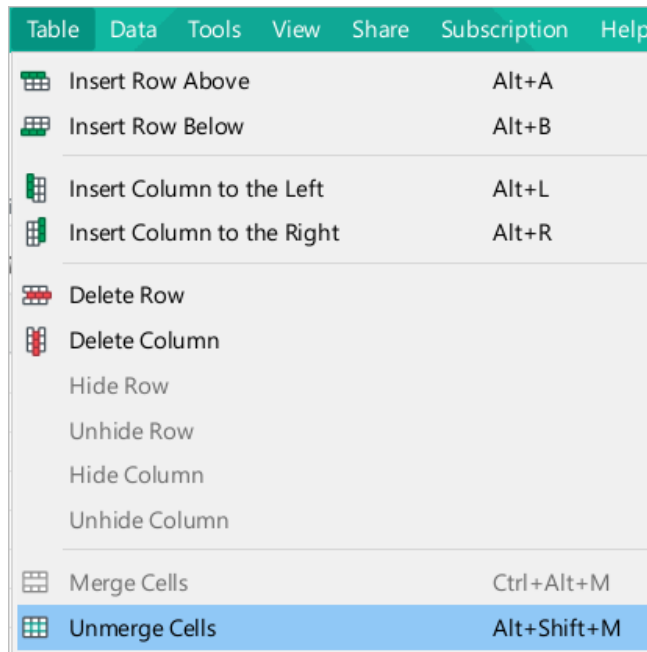 Table Data Tools View Share Subscription Help
Insert Row Above Alt+A
Insert Row Below Alt+B
Insert Column to the Left Alt+L
Insert Column to the Right Alt+R
Delete Row
Delete Column
Hide Row
Unhide Row
Hide Column
Unhide Column
Merge Cells Ctrl+Alt+M
Unmerge Cells Alt+Shift+M